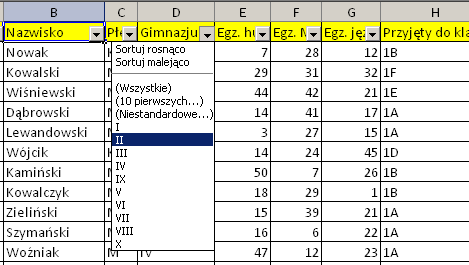 B C D E F G H
Nazwisko Płe Gimnazju Egz. hu Egz. M Egz. ję Przyjęty do kla
Nowak 7 28 12 1B
Kowalski 29 31 32 1F
Wiśniewski 44 42 21 1E
Dąbrowski 14 41 17 1A
Lewandowski 3 27 15 1A
Wójcik 14 24 45 1D
Kamiński 50 7 26 1B
Kowalczyk 18 29 1 1B
Zieliński 15 39 21 1A
Szymański 16 6 22 1A
Woźniak M IV 47 12 23 1A
Sortuj rosnąco
Sortuj malejąco
(Wszystkie)
(10 pierwszych...)
(Niestandardowe...)
I
II
III
IV
IX
V
VI
VII
VIII
X